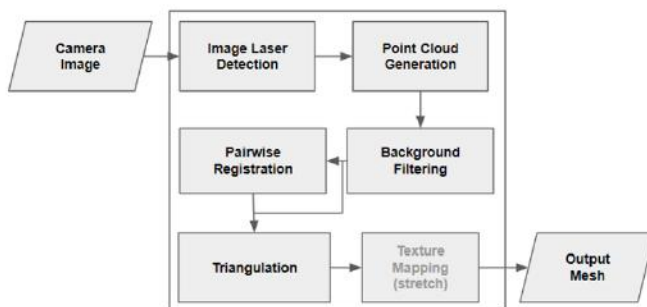 Camera
Image
Image Laser
Detection
Point Cloud
Generation
Pairwise
Registration
Background
Filtering
Triangulation
Texture
Mapping
(stretch)
Output
Mesh